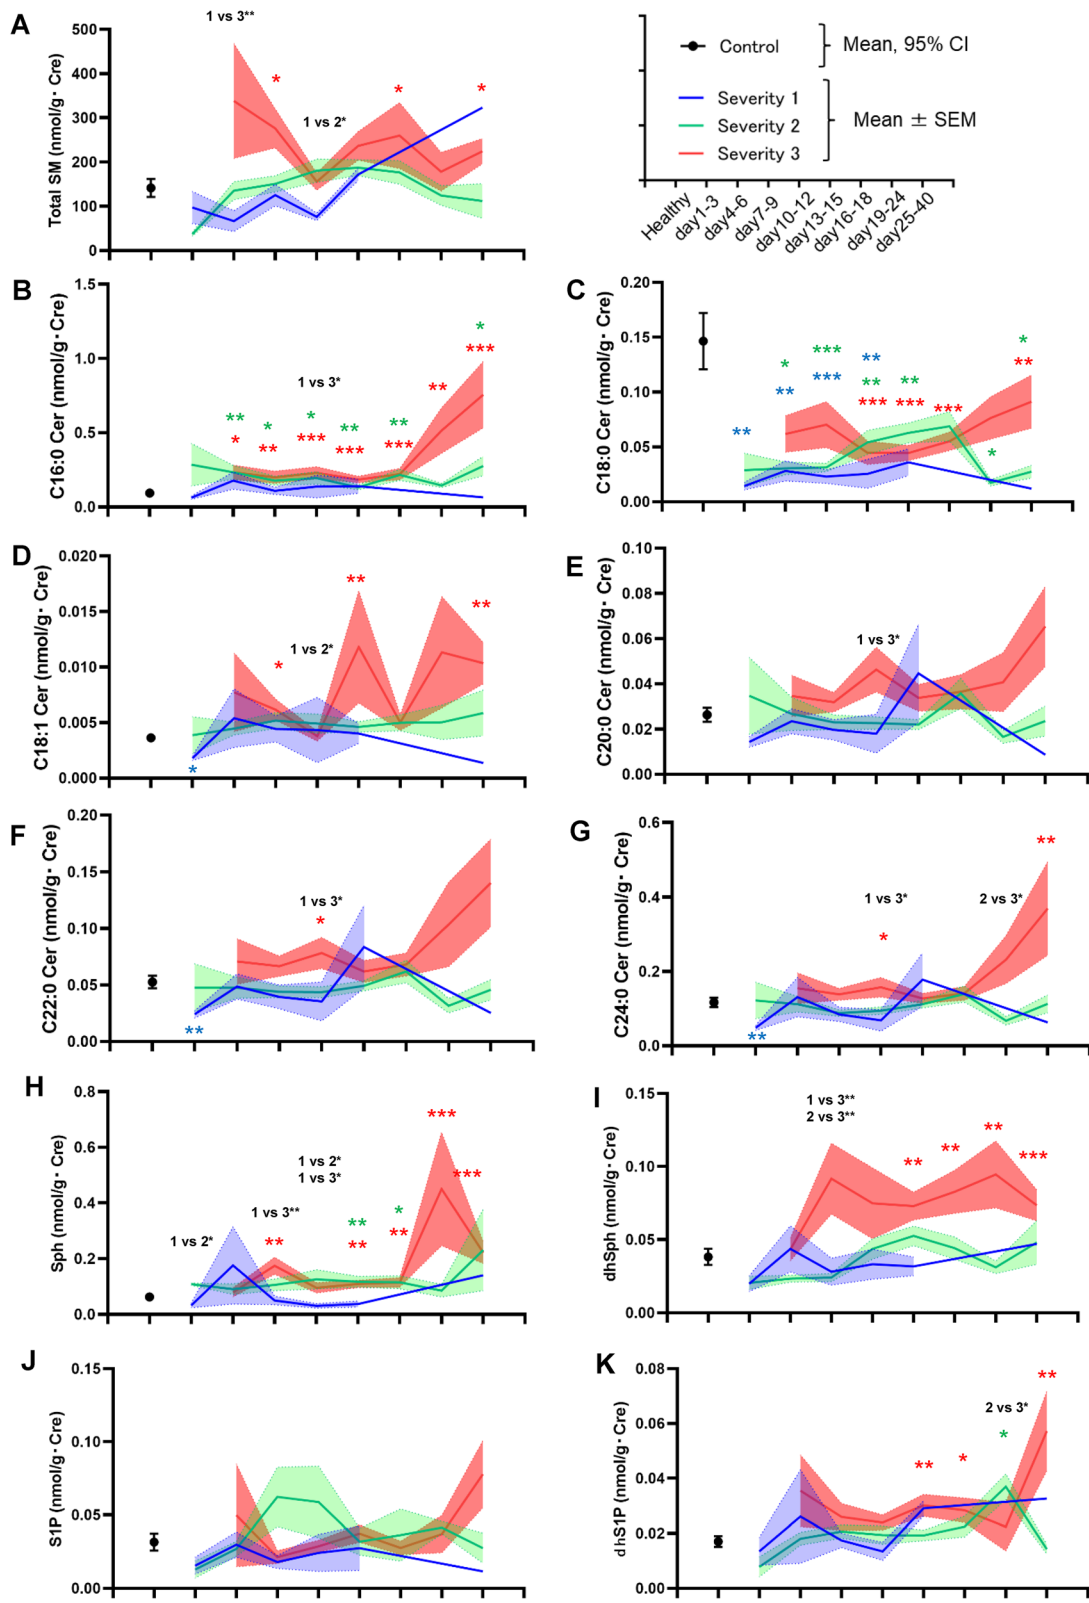 A
1 vs 3**
500
400
300
200
100
0
Total SM (nmol/g· Cre)
*
1 vs 2*
*
*
Control
Mean, 95% CI
Severity 1
Severity 2
Severity 3
Mean ± SEM
Healthy
day1-3
day4-6
day7-9
day10-12
day13-15
day16-18
day19-24
day25-40
B
1.5
1.0
0.5
0.0
C16:0 Cer (nmol/g· Cre)
1 vs 3*
** * * ** ** *
* ** *** *** *** ** ***
C
0.20
0.15
0.10
0.05
0.00
C18:0 Cer (nmol/g· Cre)
* *** ** *
** *** ** ** **
** *** *** *** *
D
0.020
0.015
0.010
0.005
0.000
C18:1 Cer (nmol/g· Cre)
**
**
1 vs 2*
*
*
E
0.10
0.08
0.06
0.04
0.02
0.00
C20:0 Cer (nmol/g· Cre)
1 vs 3*
F
0.20
0.15
0.10
0.05
0.00
C22:0 Cer (nmol/g· Cre)
1 vs 3*
*
**
G
0.6
0.4
0.2
0.0
C24:0 Cer (nmol/g· Cre)
**
1 vs 3*
2 vs 3*
*
**
H
0.8
0.6
0.4
0.2
0.0
Sph (nmol/g· Cre)
***
1 vs 2*
1 vs 3*
***
1 vs 3**
*
**
1 vs 2*
** ** **
I
0.15
0.10
0.05
0.00
dhSph (nmol/g· Cre)
1 vs 3**
2 vs 3**
** ** ** ***
J
0.15
0.10
0.05
0.00
S1P (nmol/g· Cre)
K
0.08
0.06
0.04
0.02
0.00
dhS1P (nmol/g· Cre)
**
2 vs 3*
*
** *